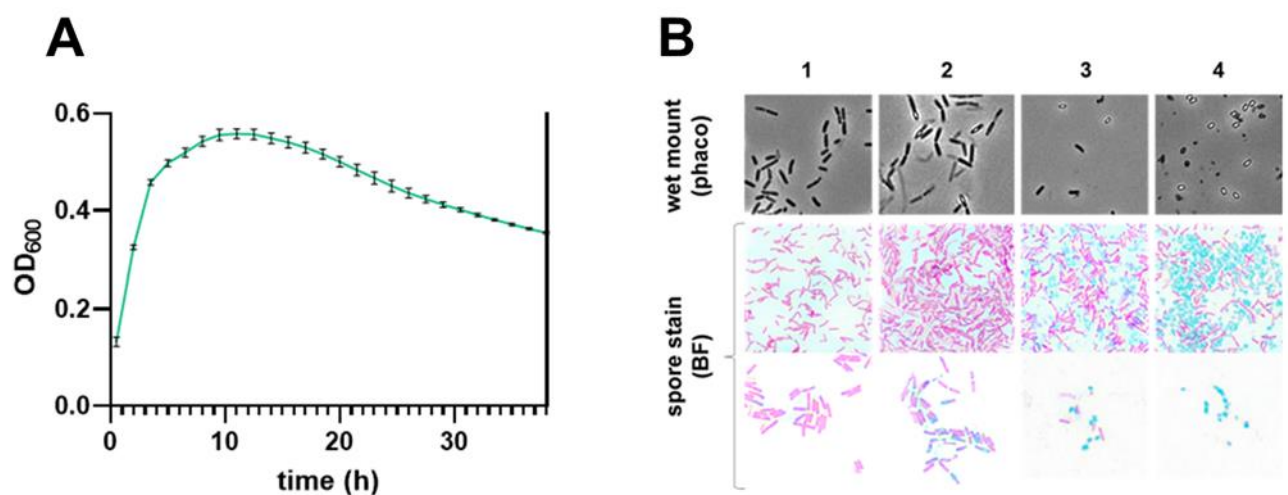 A
0.6
0.4
0.2
0.0
OD600
0 10 20 30
time (h)
B
1 2 3 4
wet mount
(phaco)
spore stain
(BF)